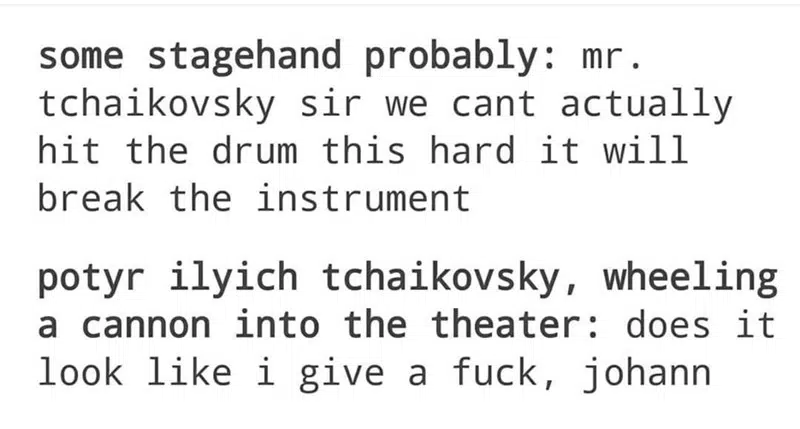 some stagehand probably: mr.
tchaikovsky sir we cant actually
hit the drum this hard it will
break the instrument
potyr ilyich tchaikovsky, wheeling
a cannon into the theater: does it
look like i give a fuck, johann